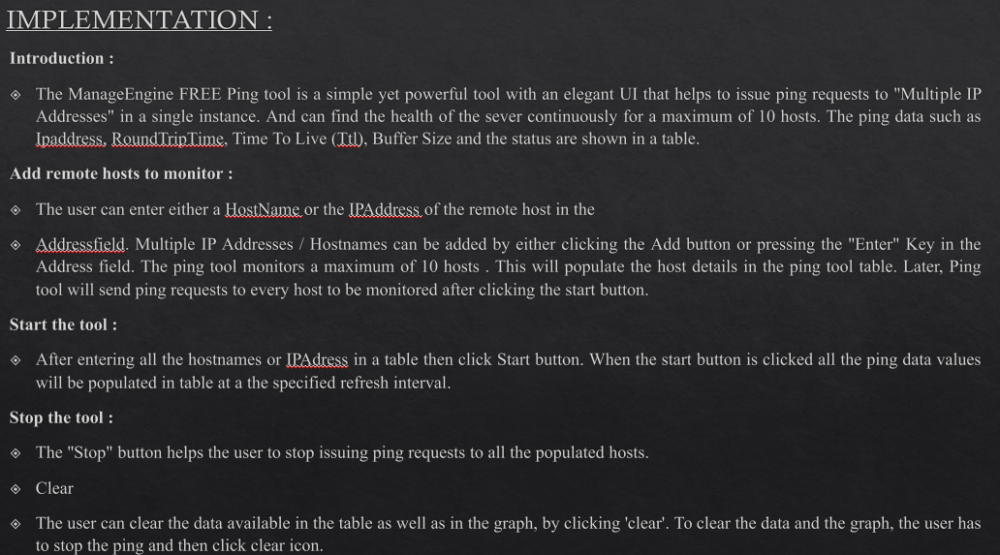 IMPLEMENTATION :
Introduction :
The ManageEngine FREE Ping tool is a simple yet powerful tool with an elegant UI that helps to issue ping requests to "Multiple IP
Addresses" in a single instance. And can find the health of the sever continuously for a maximum of 10 hosts. The ping data such as
Ipaddress, RoundTripTime, Time To Live (Ttl), Buffer Size and the status are shown in a table.
Add remote hosts to monitor :
The user can enter either a HostName or the IPAddress of the remote host in the
Addressfield. Multiple IP Addresses / Hostnames can be added by either clicking the Add button or pressing the "Enter" Key in the
Address field. The ping tool monitors a maximum of 10 hosts . This will populate the host details in the ping tool table. Later, Ping
tool will send ping requests to every host to be monitored after clicking the start button.
Start the tool :
After entering all the hostnames or IPAdress in a table then click Start button. When the start button is clicked all the ping data values
will be populated in table at a the specified refresh interval.
Stop the tool :
The "Stop" button helps the user to stop issuing ping requests to all the populated hosts.
Clear
The user can clear the data available in the table as well as in the graph, by clicking 'clear'. To clear the data and the graph, the user has
to stop the ping and then click clear icon.